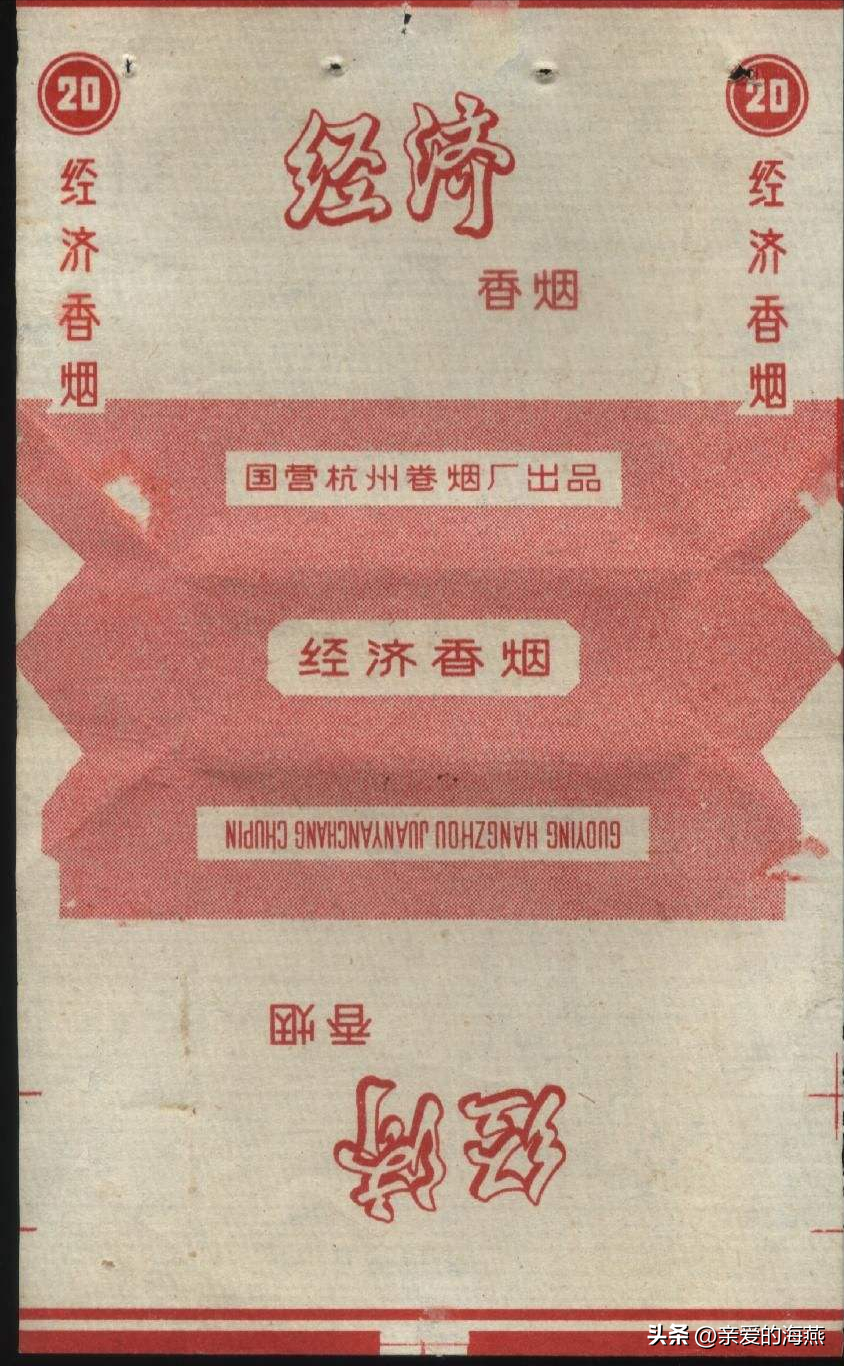 20
经济香烟
经济
香烟
20
经济香烟
国营杭州卷烟厂出品
经济香烟
GUOYING HANGZHOU JUANYANCHANG CHUPIN
香烟
经济
头条 @亲爱的海燕